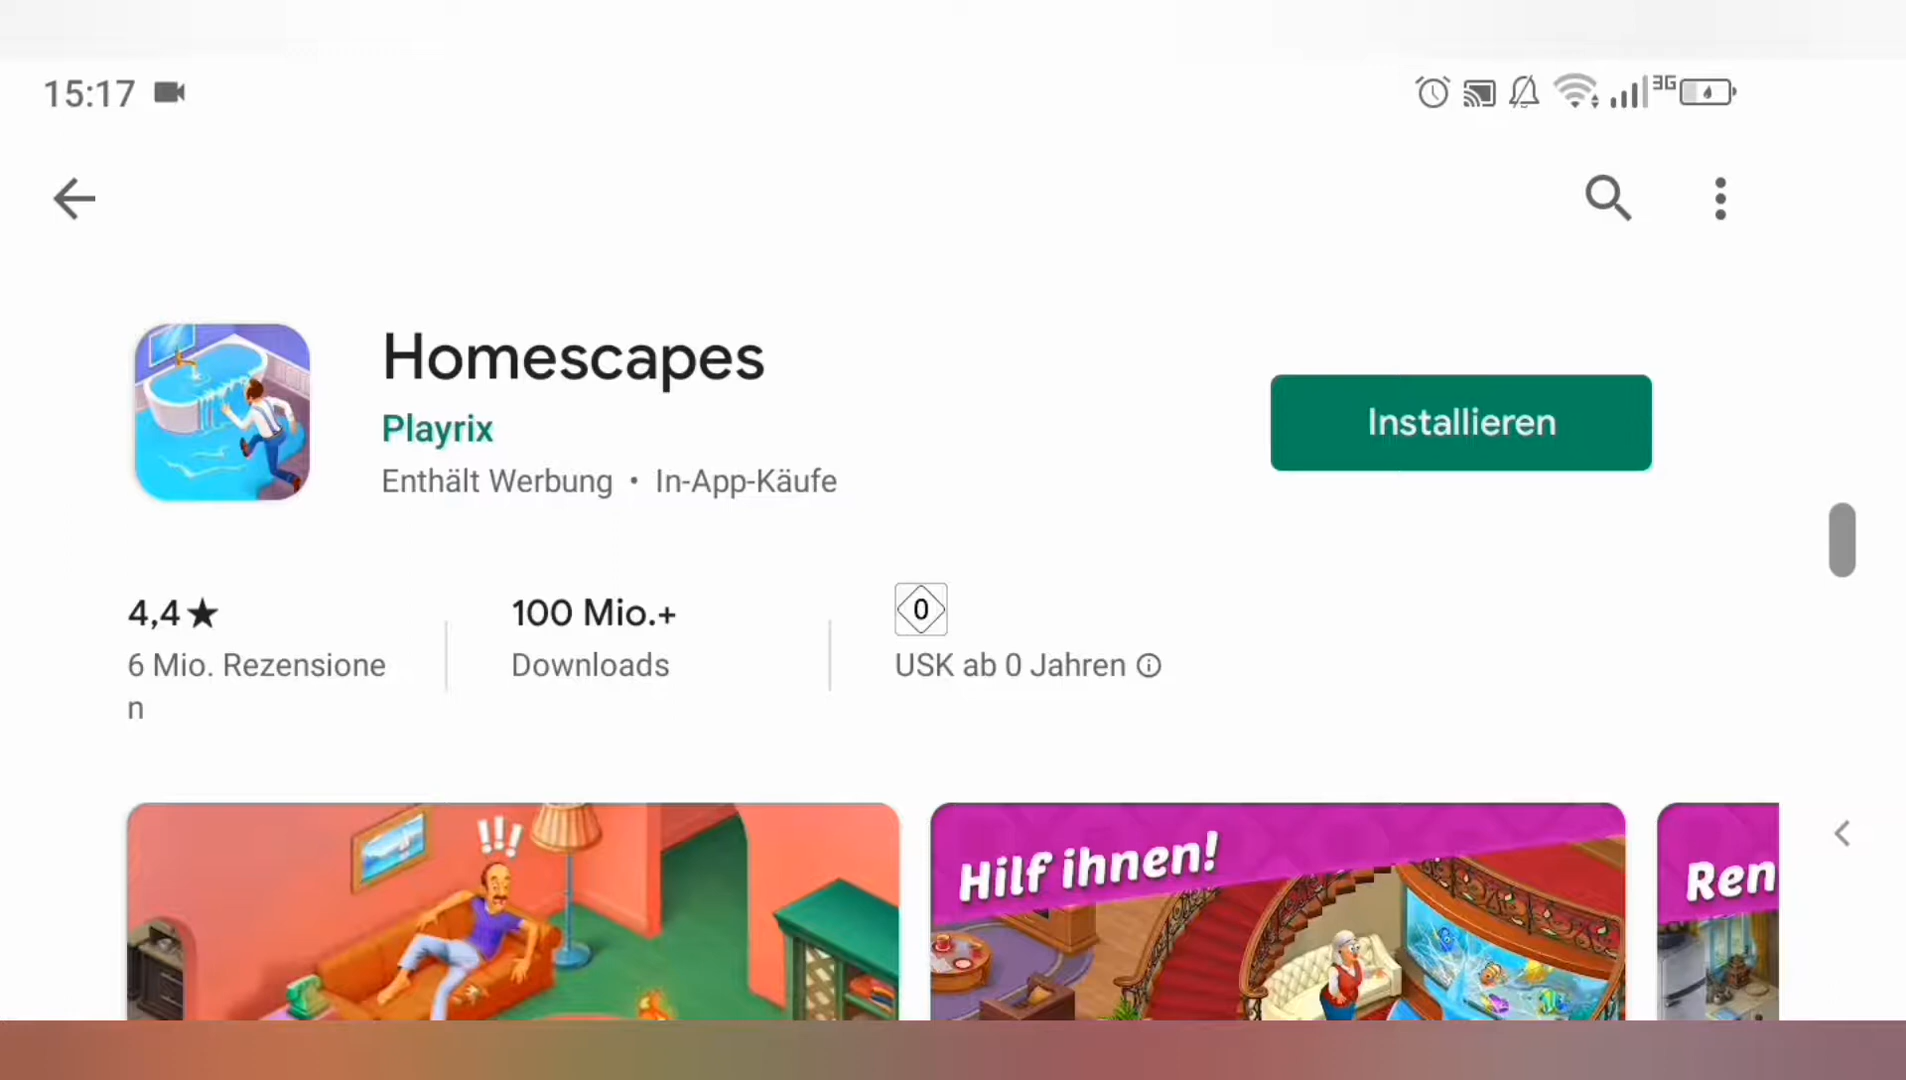 15:17
3G
Homescapes
Playrix
Enthält Werbung • In-App-Käufe
Installieren
4,4★
6 Mio. Rezensione
n
100 Mio.+
Downloads
0
USK ab 0 Jahren
!!!
Hilf ihnen!
Ren